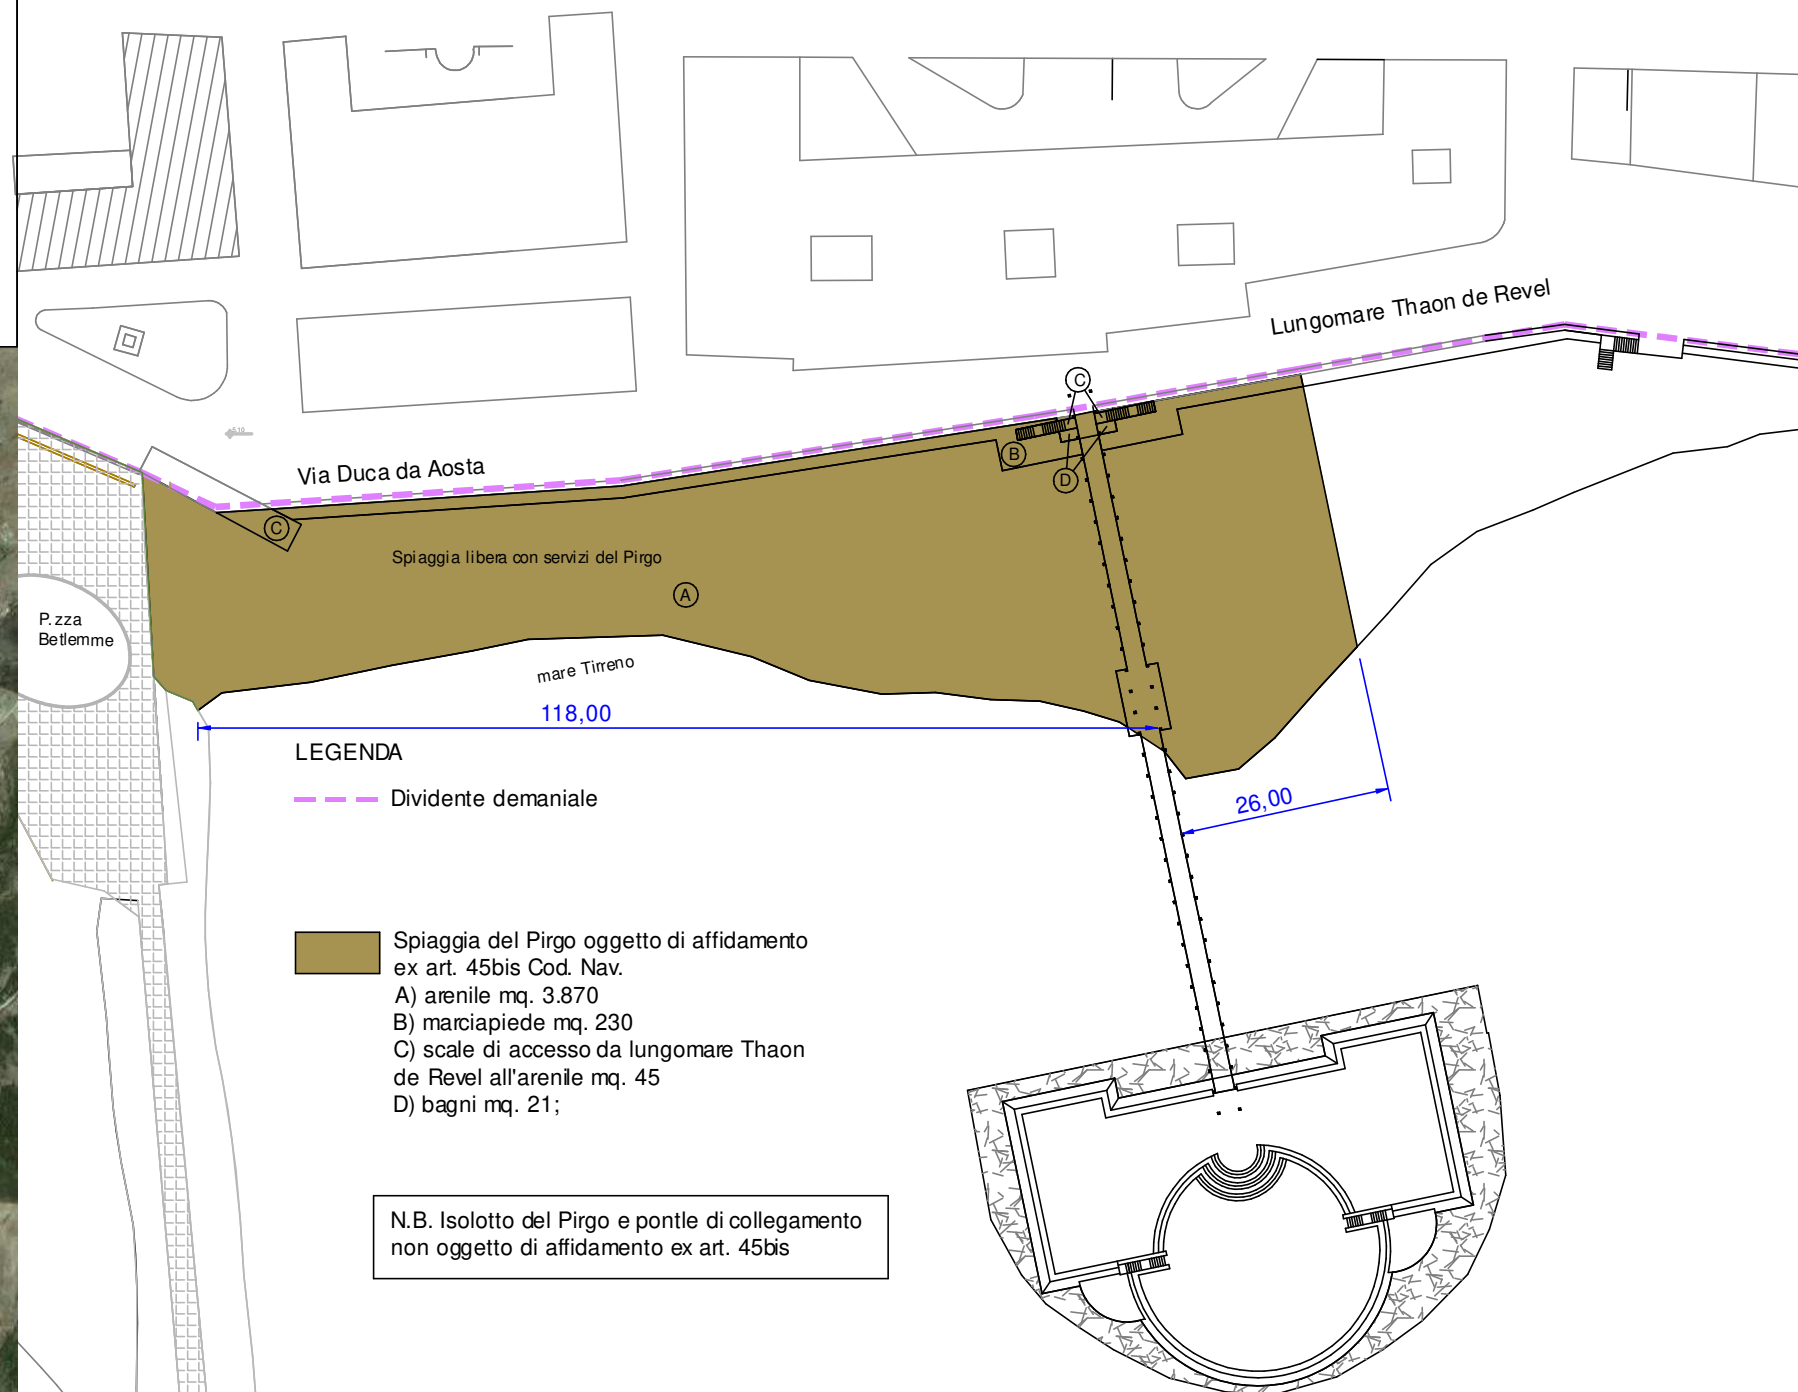 Lungomare Thaon de Revel
C
5.10
Via Duca da Aosta
B
D
C
Spiaggia libera con servizi del Pirgo
A
P.zza
Betlemme
mare Tirreno
118,00
LEGENDA
Dividente demaniale
26,00
Spiaggia del Pirgo oggetto di affidamento
ex art. 45bis Cod. Nav.
A) arenile mq. 3.870
B) marciapiede mq. 230
C) scale di accesso da lungomare Thaon
de Revel all'arenile mq. 45
D) bagni mq. 21;
N.B. Isolotto del Pirgo e pontle di collegamento
non oggetto di affidamento ex art. 45bis